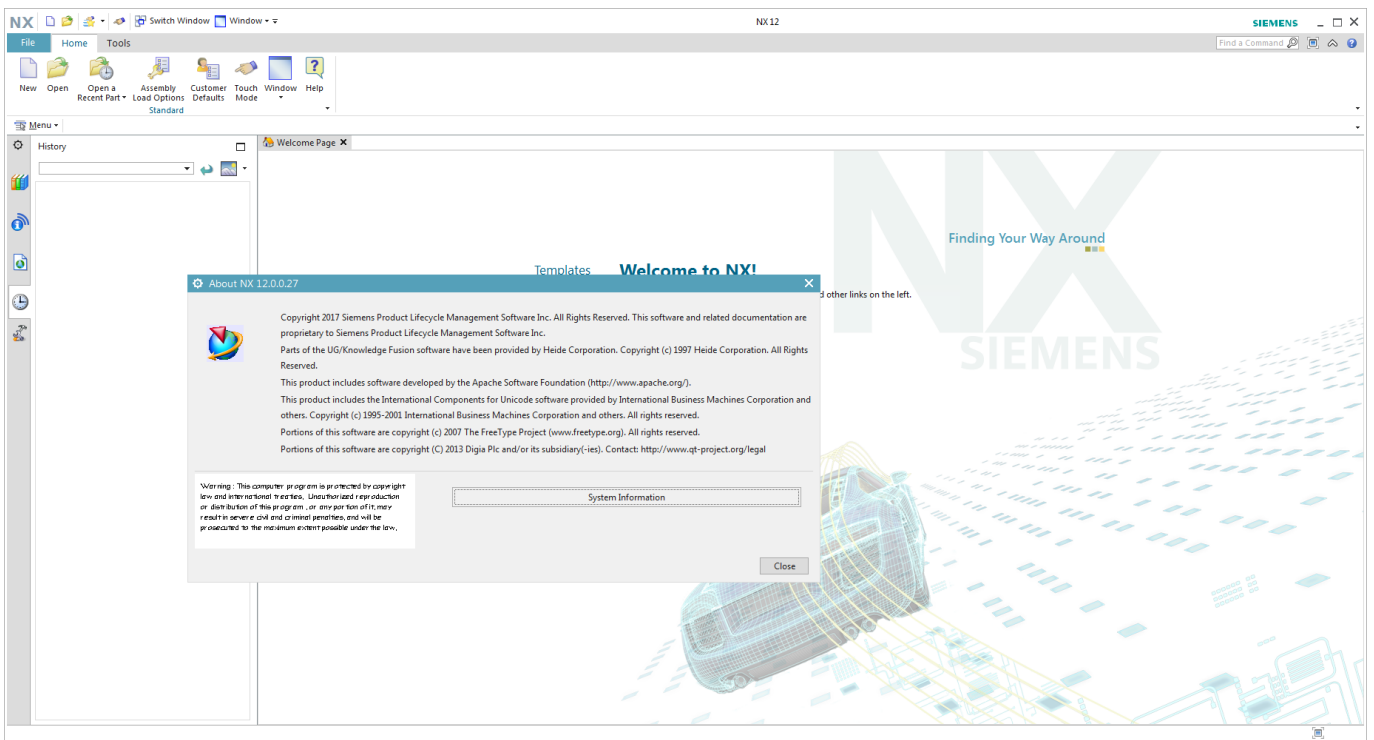 NX Switch Window Window NX 12 SIEMENS
File Home Tools Find a Command
New Open Open a Recent Part Assembly Load Options Customer Defaults Touch Mode Window Help
Standard
Menu
History
Welcome Page
NX
SIEMENS
Finding Your Way Around
Templates Welcome to NX!
d other links on the left.
About NX 12.0.0.27
Copyright 2017 Siemens Product Lifecycle Management Software Inc. All Rights Reserved. This software and related documentation are
proprietary to Siemens Product Lifecycle Management Software Inc.
Parts of the UG/Knowledge Fusion software have been provided by Heide Corporation. Copyright (c) 1997 Heide Corporation. All Rights
Reserved.
This product includes software developed by the Apache Software Foundation (http://www.apache.org/).
This product includes the International Components for Unicode software provided by International Business Machines Corporation and
others. Copyright (c) 1995-2001 International Business Machines Corporation and others. All rights reserved.
Portions of this software are copyright (c) 2007 The FreeType Project (www.freetype.org). All rights reserved.
Portions of this software are copyright (C) 2013 Digia Plc and/or its subsidiary(-ies). Contact: http://www.qt-project.org/legal
Warning : This computer program is protected by copyright
law and international treaties. Unauthorized reproduction
or distribution of this program , or any portion of it, may
result in severe civil and criminal penalties, and will be
prosecuted to the maximum extent possible under the law.
System Information
Close